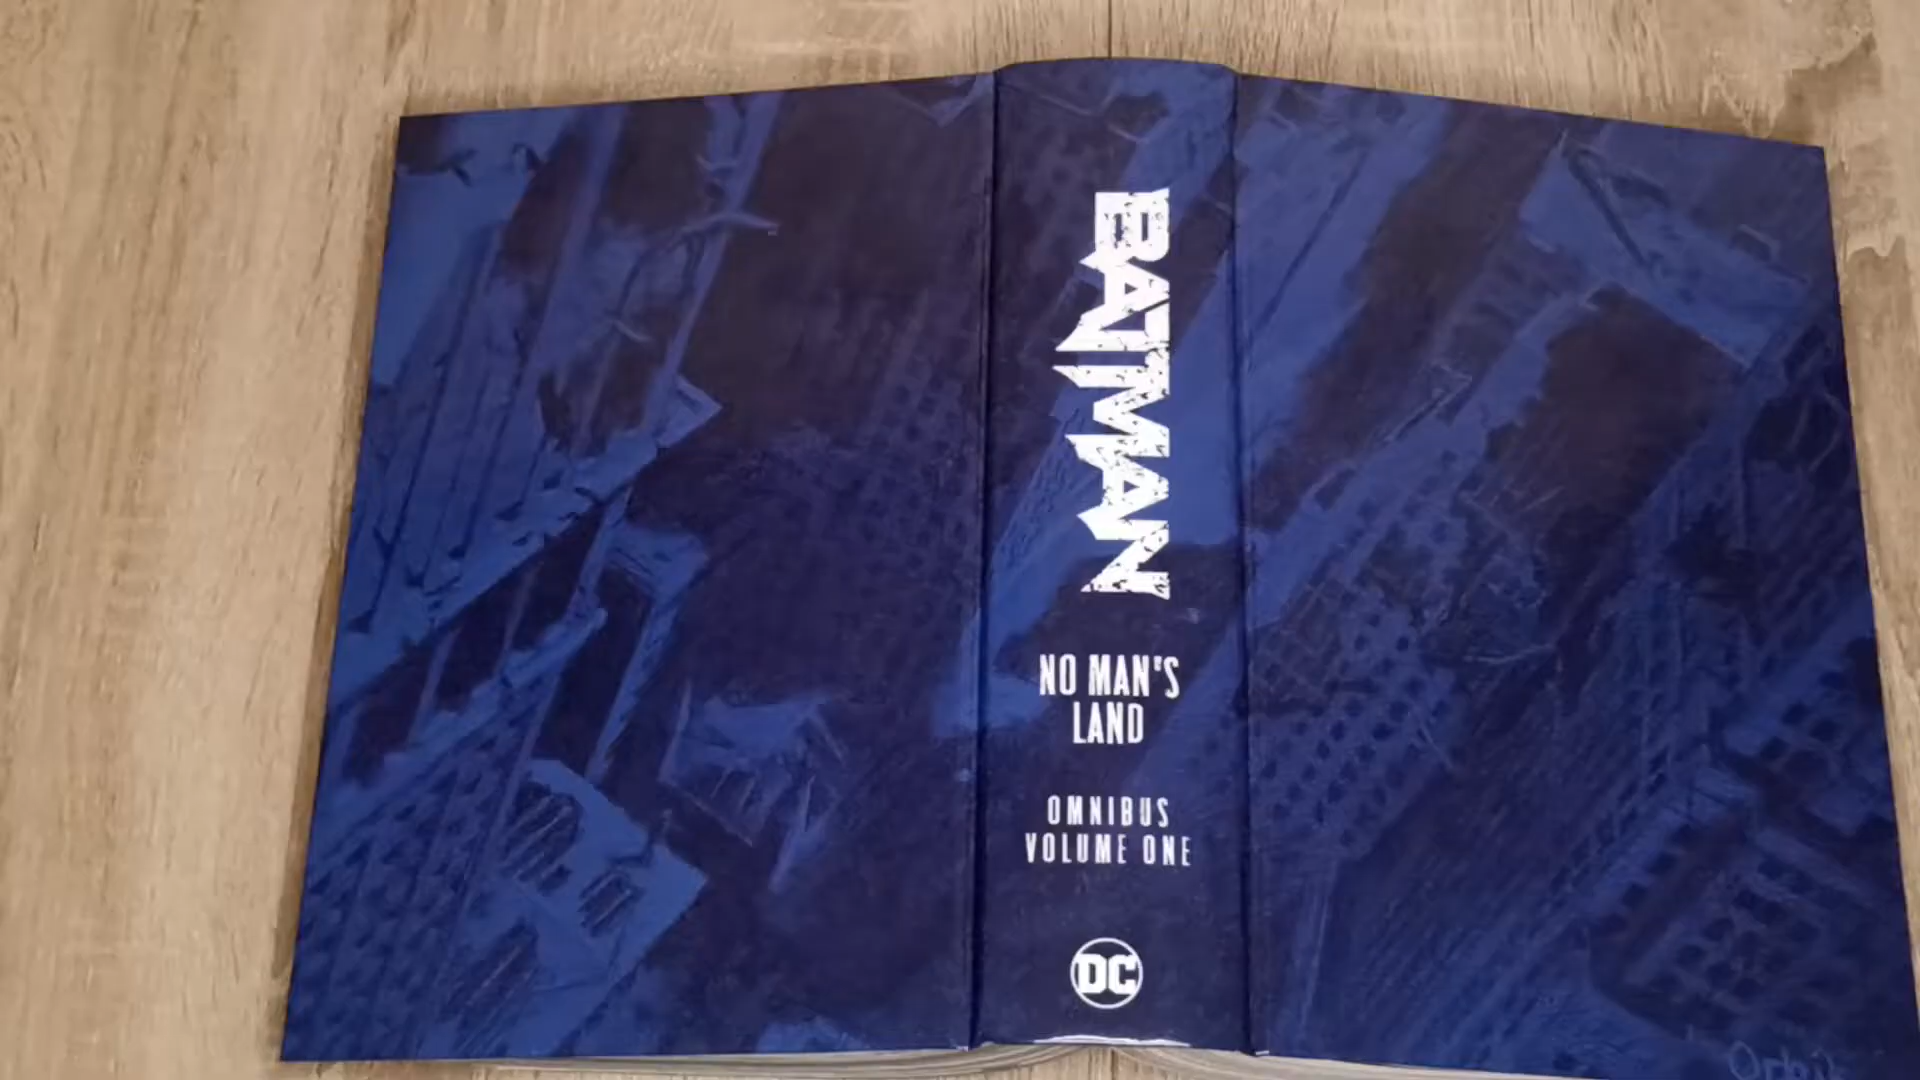 BATMAN
NO MAN'S
LAND
OMNIBUS
VOLUME ONE
DC